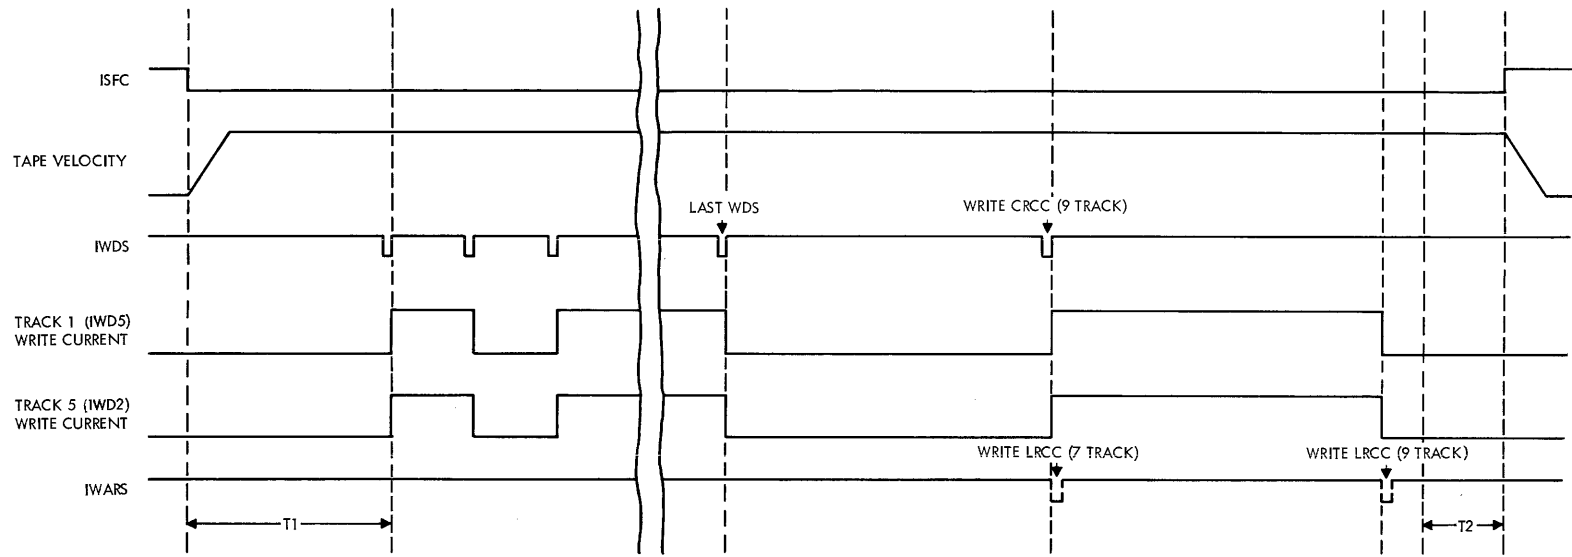 ISFC
TAPE VELOCITY
LAST WDS
WRITE CRCC (9 TRACK)
IWDS
TRACK 1 (IWD5)
WRITE CURRENT
TRACK 5 (IWD2)
WRITE CURRENT
WRITE LRCC (7 TRACK)
WRITE LRCC (9 TRACK)
IWARS
T1
T2